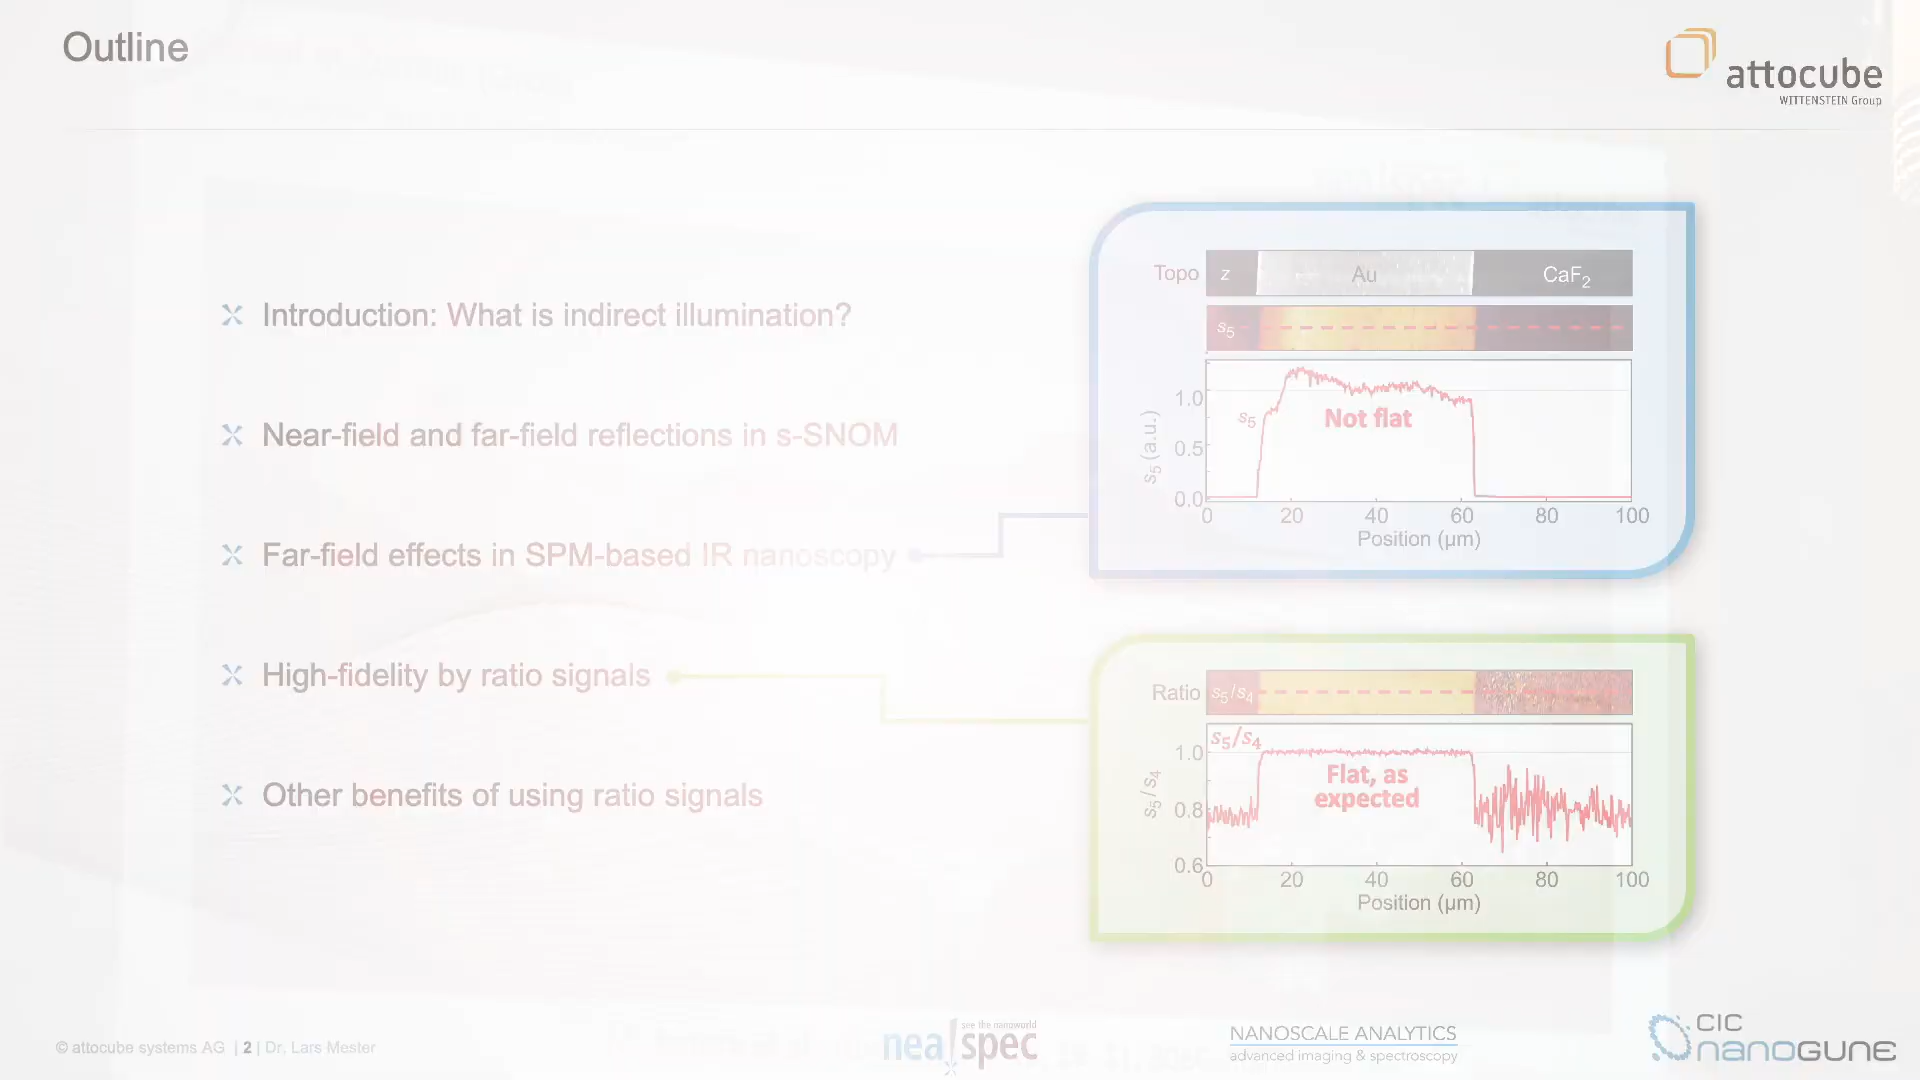 Outline
attocube
WITTENSTEIN Group
Introduction: What is indirect illumination?
Near-field and far-field reflections in s-SNOM
Far-field effects in SPM-based IR nanoscopy
High-fidelity by ratio signals
Other benefits of using ratio signals
Topo z Au CaF2
s5
1.0
0.5
0.0
s5 (a.u.)
s5
Not flat
0 20 40 60 80 100
Position (µm)
Ratio s5/s4
s5/s4
1.0
0.8
0.6
s5/s4
Flat, as
expected
0 20 40 60 80 100
Position (µm)
© attocube systems AG | 2 | Dr. Lars Mester
see the nanoworld
neaspec
NANOSCALE ANALYTICS
advanced imaging & spectroscopy
CIC
nanoGUNE